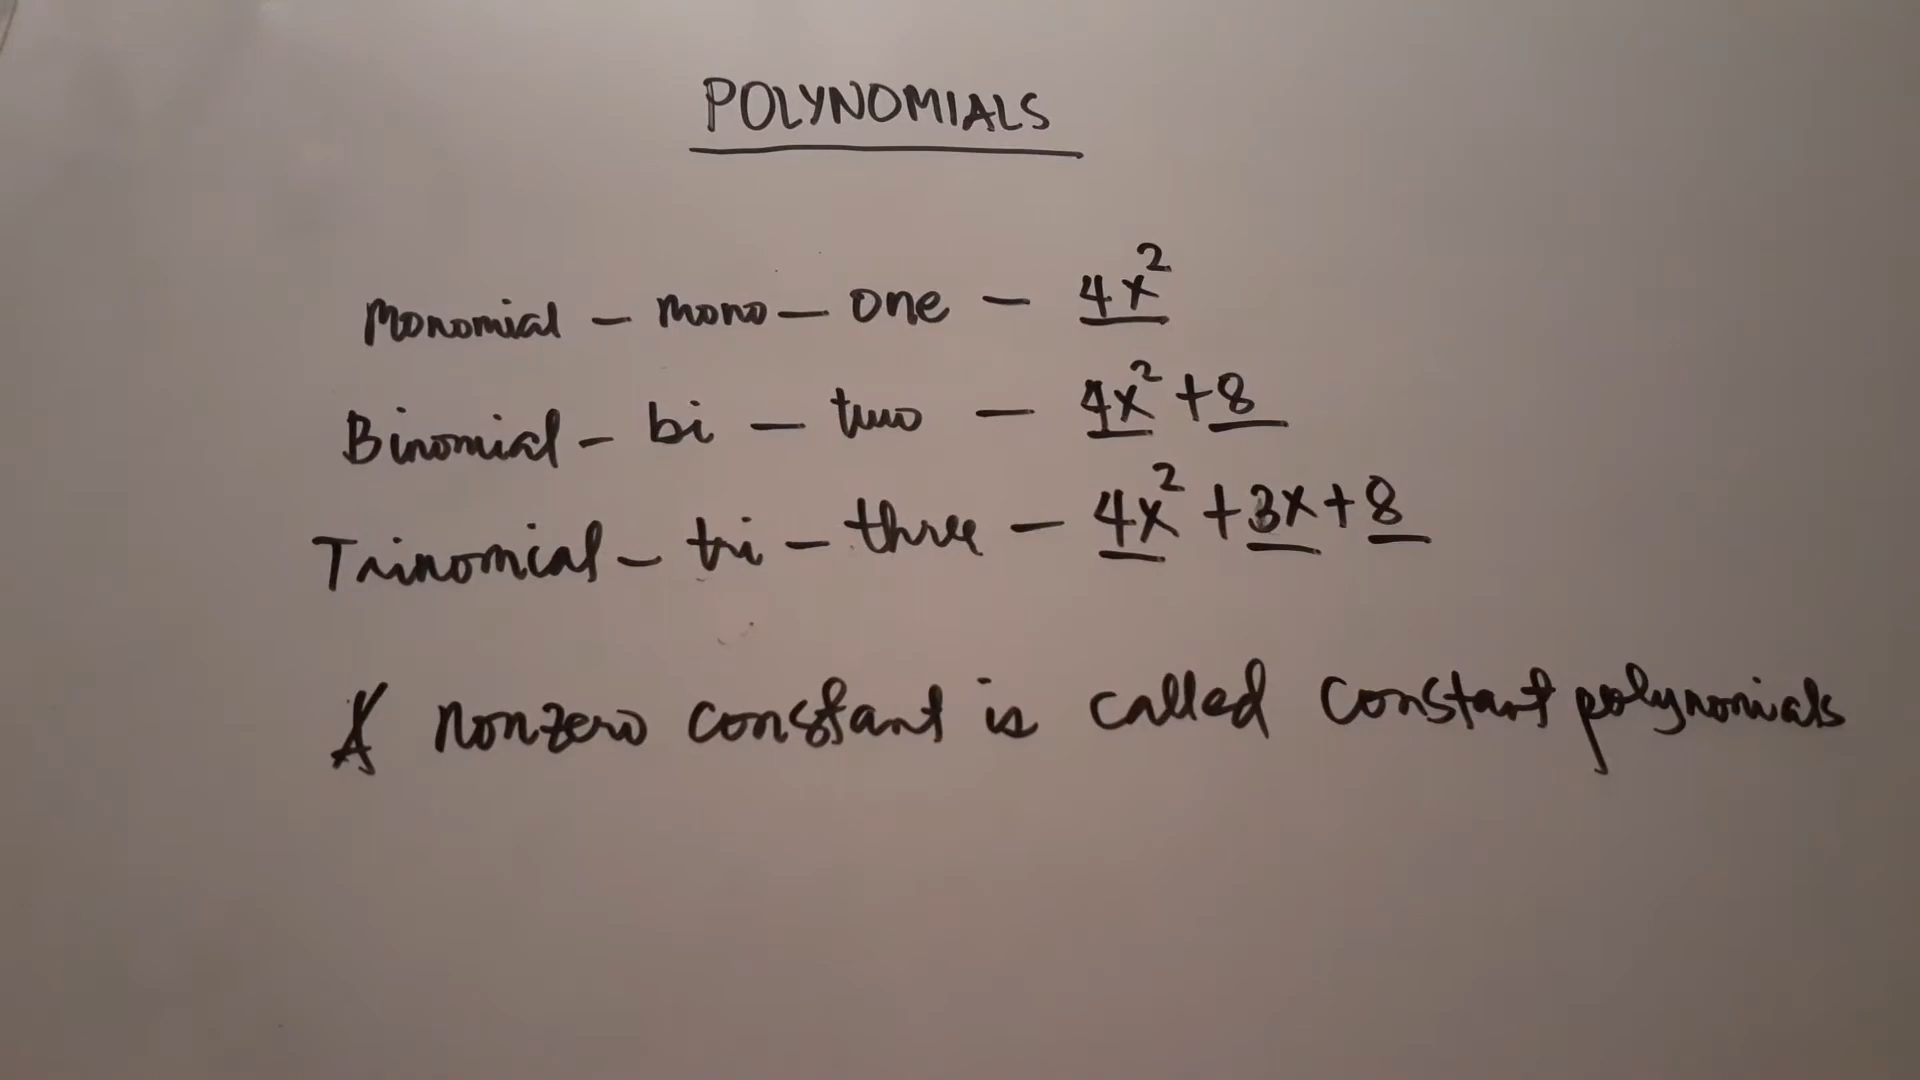 POLYNOMIALS
Monomial - mono - one - 4x²
Binomial - bi - two - 4x² + 8
Trinomial - tri - three - 4x² + 3x + 8
A nonzero constant is called constant polynomials